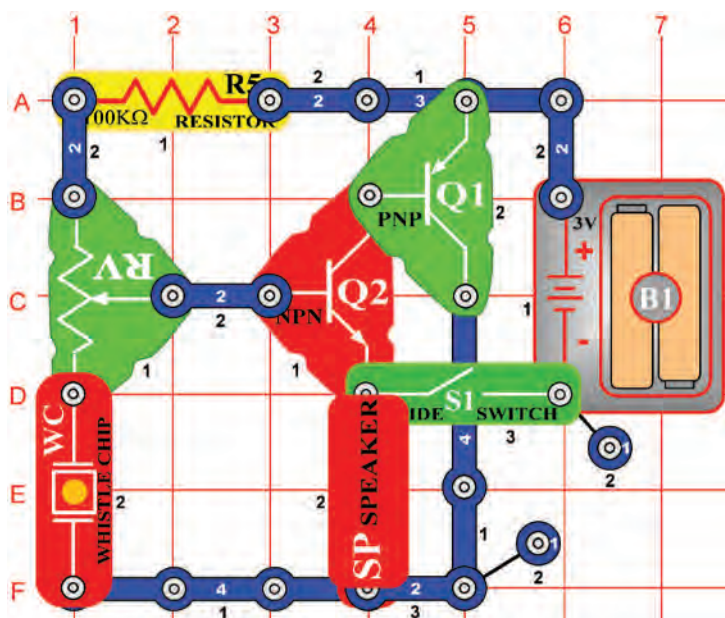 1 2 3 4 5 6 7
A B C D E F
R5
00KΩ
RESISTOR
1
2
2
1
3
2
2
2
2
RV
1
2
2
Q1
PNP
2
Q2
NPN
1
3V
+
-
B1
1
WC
WHISTLE CHIP
2
S1
IDE SWITCH
3
4
SP SPEAKER
2
1
1
2
1
2
4
1
2
3